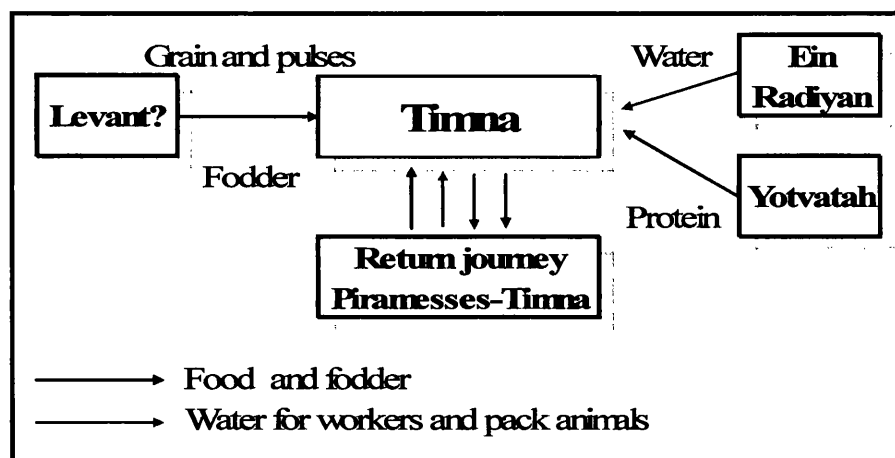 Grain and pulses
Water
Ein
Radiyan
Levant?
Timna
Fodder
Protein
Yotvatah
Return journey
Piramesses-Timna
Food and fodder
Water for workers and pack animals